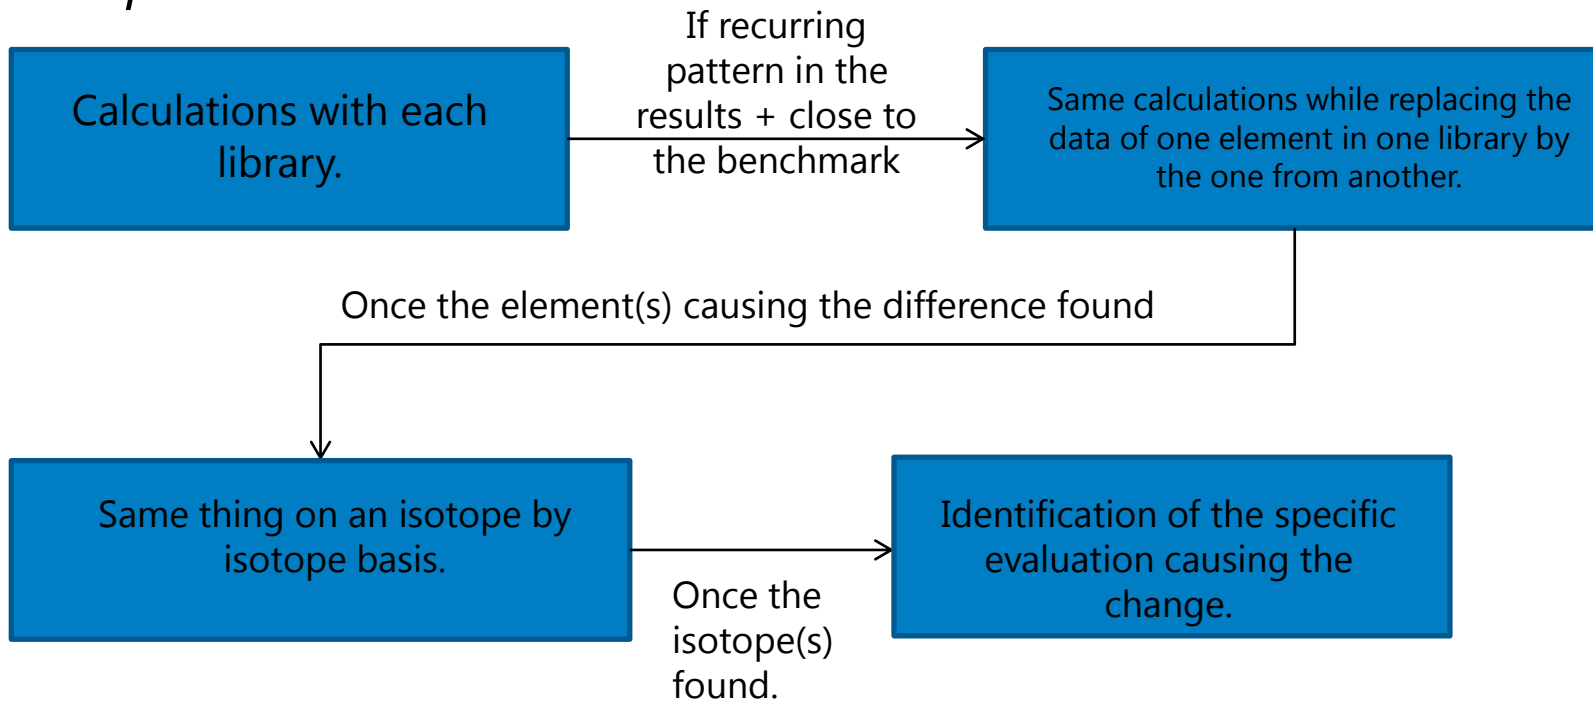 Calculations with each
library.
If recurring
pattern in the
results + close to
the benchmark
Same calculations while replacing the
data of one element in one library by
the one from another.
Once the element(s) causing the difference found
Same thing on an isotope by
isotope basis.
Once the
isotope(s)
found.
Identification of the specific
evaluation causing the
change.